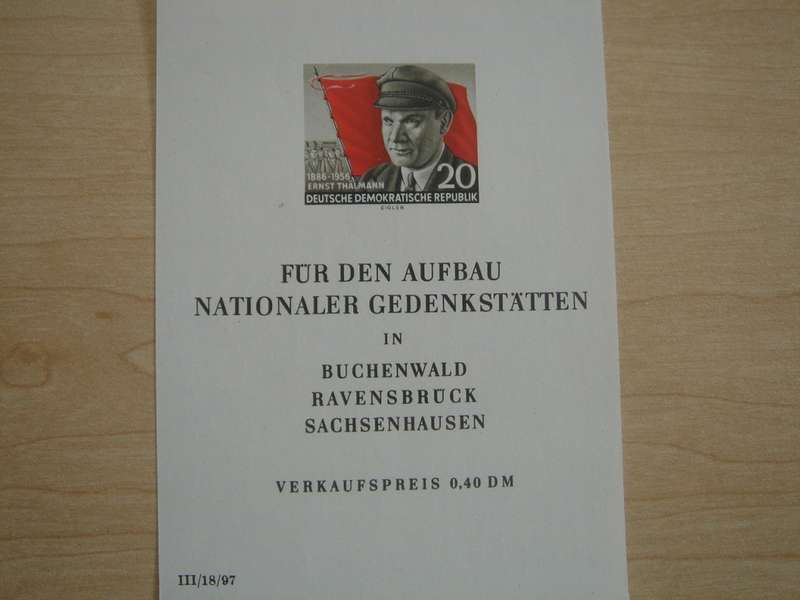 1886-1956
ERNST THÄLMANN
20
DEUTSCHE DEMOKRATISCHE REPUBLIK
EIGLER
FÜR DEN AUFBAU
NATIONALER GEDENKSTÄTTEN
IN
BUCHENWALD
RAVENSBRÜCK
SACHSENHAUSEN
VERKAUFSPREIS 0,40 DM
III/18/97